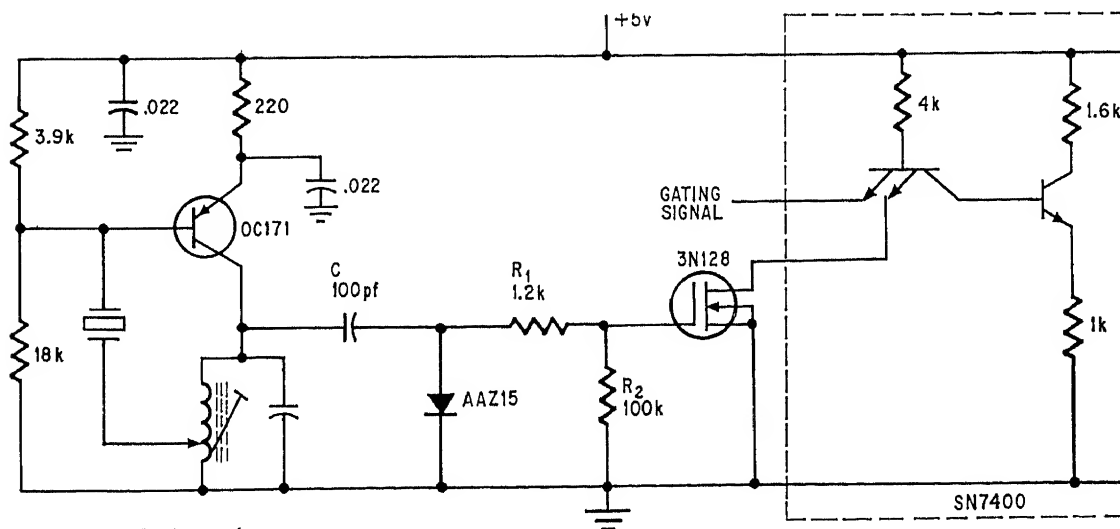 +5v
.022
220
4k
1.6k
3.9k
.022
GATING
SIGNAL
OC171
3N128
C
100pf
R1
1.2k
18k
1k
AAZ15
R2
100k
SN7400